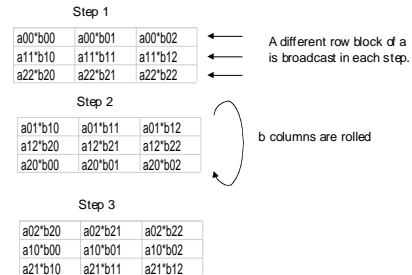 Step 1
a00*b00 a00*b01 a00*b02
a11*b10 a11*b11 a11*b12
a22*b20 a22*b21 a22*b22
A different row block of a
is broadcast in each step.
Step 2
a01*b10 a01*b11 a01*b12
a12*b20 a12*b21 a12*b22
a20*b00 a20*b01 a20*b02
b columns are rolled
Step 3
a02*b20 a02*b21 a02*b22
a10*b00 a10*b01 a10*b02
a21*b10 a21*b11 a21*b12